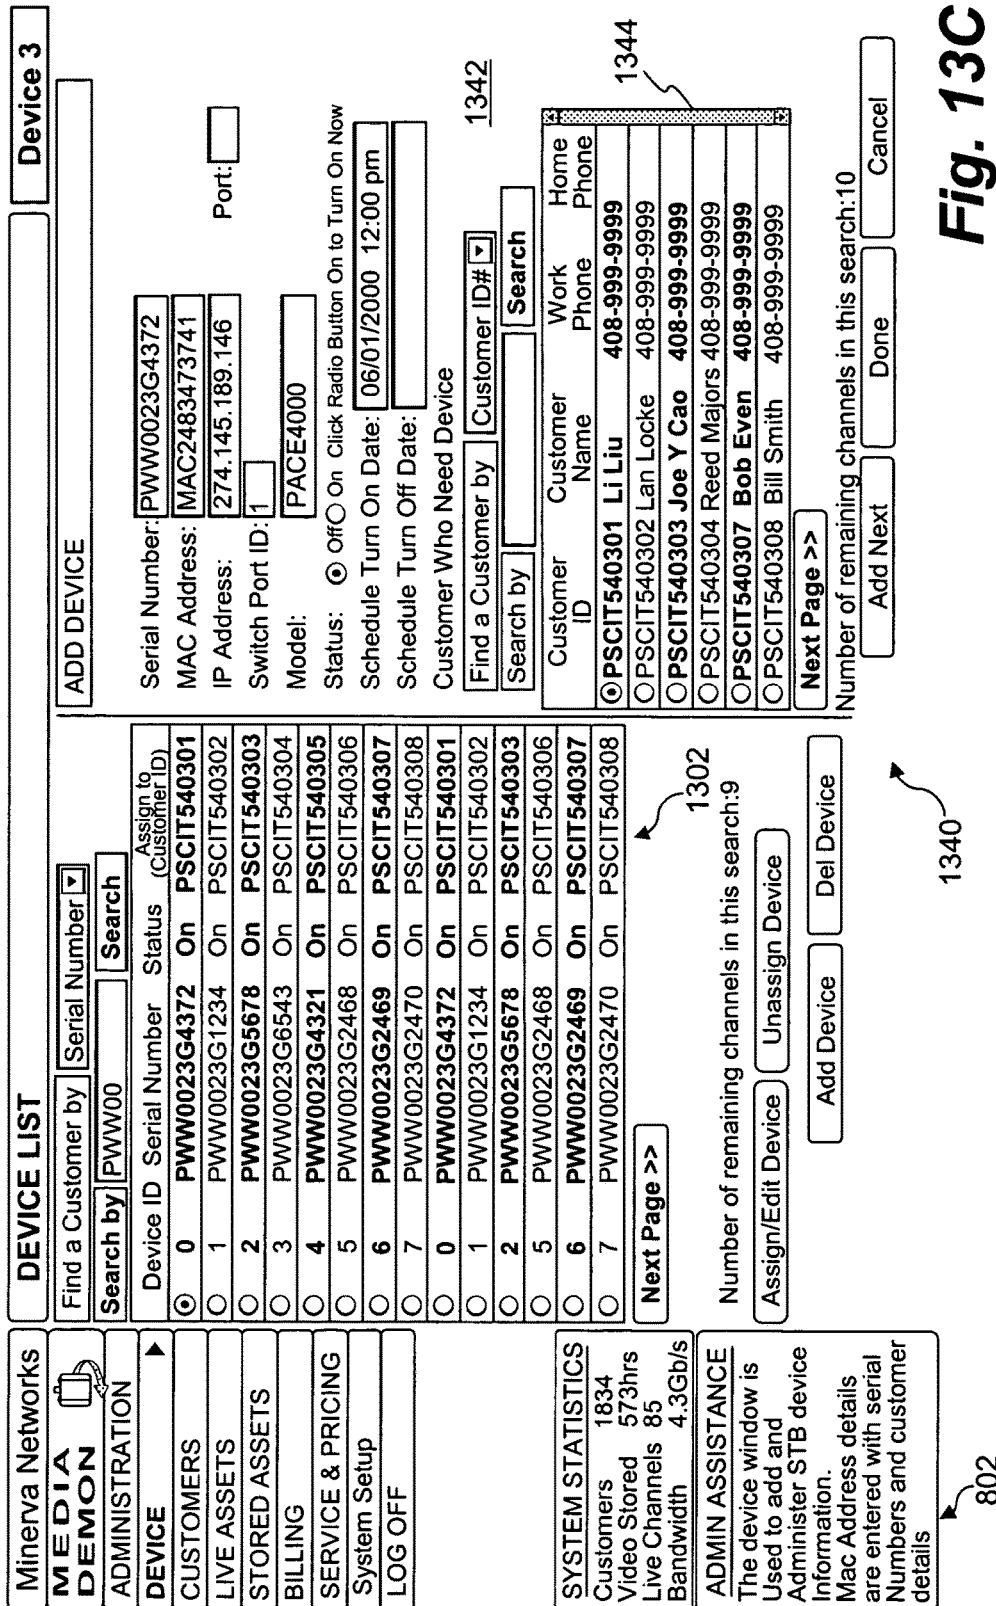 Minerva Networks
MEDIA
DEMON
ADMINISTRATION
DEVICE
CUSTOMERS
LIVE ASSETS
STORED ASSETS
BILLING
SERVICE & PRICING
System Setup
LOG OFF
SYSTEM STATISTICS
Customers 1834
Video Stored 573hrs
Live Channels 85
Bandwidth 4.3Gb/s
ADMIN ASSISTANCE
The device window is
Used to add and
Administer STB device
Information.
Mac Address details
are entered with serial
Numbers and customer
details
802
DEVICE LIST
Device 3
Find a Customer by Serial Number
Search by PWW00 Search
Device ID Serial Number Status Assign to (Customer ID)
0 PWW0023G4372 On PSCIT540301
1 PWW0023G1234 On PSCIT540302
2 PWW0023G5678 On PSCIT540303
3 PWW0023G6543 On PSCIT540304
4 PWW0023G4321 On PSCIT540305
5 PWW0023G2468 On PSCIT540306
6 PWW0023G2469 On PSCIT540307
7 PWW0023G2470 On PSCIT540308
0 PWW0023G4372 On PSCIT540301
1 PWW0023G1234 On PSCIT540302
2 PWW0023G5678 On PSCIT540303
5 PWW0023G2468 On PSCIT540306
6 PWW0023G2469 On PSCIT540307
7 PWW0023G2470 On PSCIT540308
Next Page >>
1302
Number of remaining channels in this search:9
Assign/Edit Device Unassign Device
Add Device Del Device
1340
ADD DEVICE
Serial Number: PWW0023G4372
MAC Address: MAC2483473741
IP Address: 274.145.189.146 Port:
Switch Port ID: 1
Model: PACE4000
Status: Off On Click Radio Button On to Turn On Now
Schedule Turn On Date: 06/01/2000 12:00 pm
Schedule Turn Off Date:
Customer Who Need Device
1342
Find a Customer by Customer ID#
Search by Search
Customer ID Customer Name Work Phone Home Phone
PSCIT540301 Li Liu 408-999-9999
PSCIT540302 Lan Locke 408-999-9999
PSCIT540303 Joe Y Cao 408-999-9999
PSCIT540304 Reed Majors 408-999-9999
PSCIT540307 Bob Even 408-999-9999
PSCIT540308 Bill Smith 408-999-9999
1344
Next Page >>
Number of remaining channels in this search:10
Add Next Done Cancel
Fig. 13C